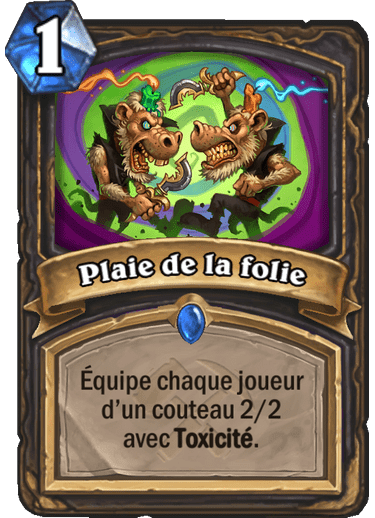 1
Plaie de la folie
Équipe chaque joueur
d’un couteau 2/2
avec Toxicité.